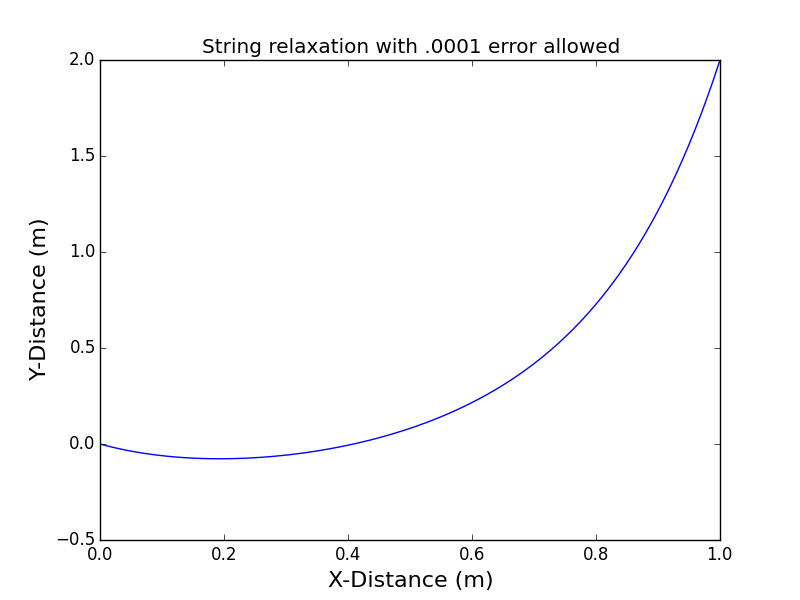 String relaxation with .0001 error allowed
2.0
1.5
1.0
0.5
0.0
−0.5
Y-Distance (m)
0.0 0.2 0.4 0.6 0.8 1.0
X-Distance (m)